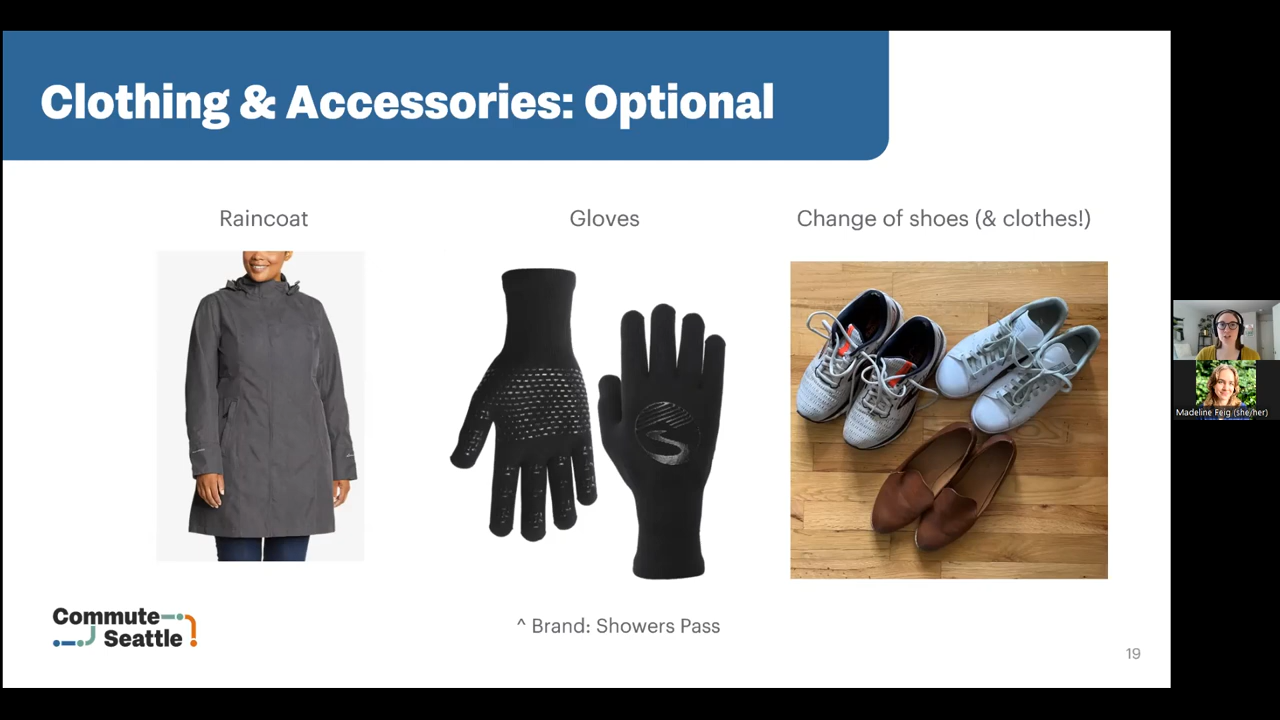 Clothing & Accessories: Optional
Raincoat
Gloves
Change of shoes (& clothes!)
^ Brand: Showers Pass
Commute
Seattle
19
Madeline Feig (she/her)